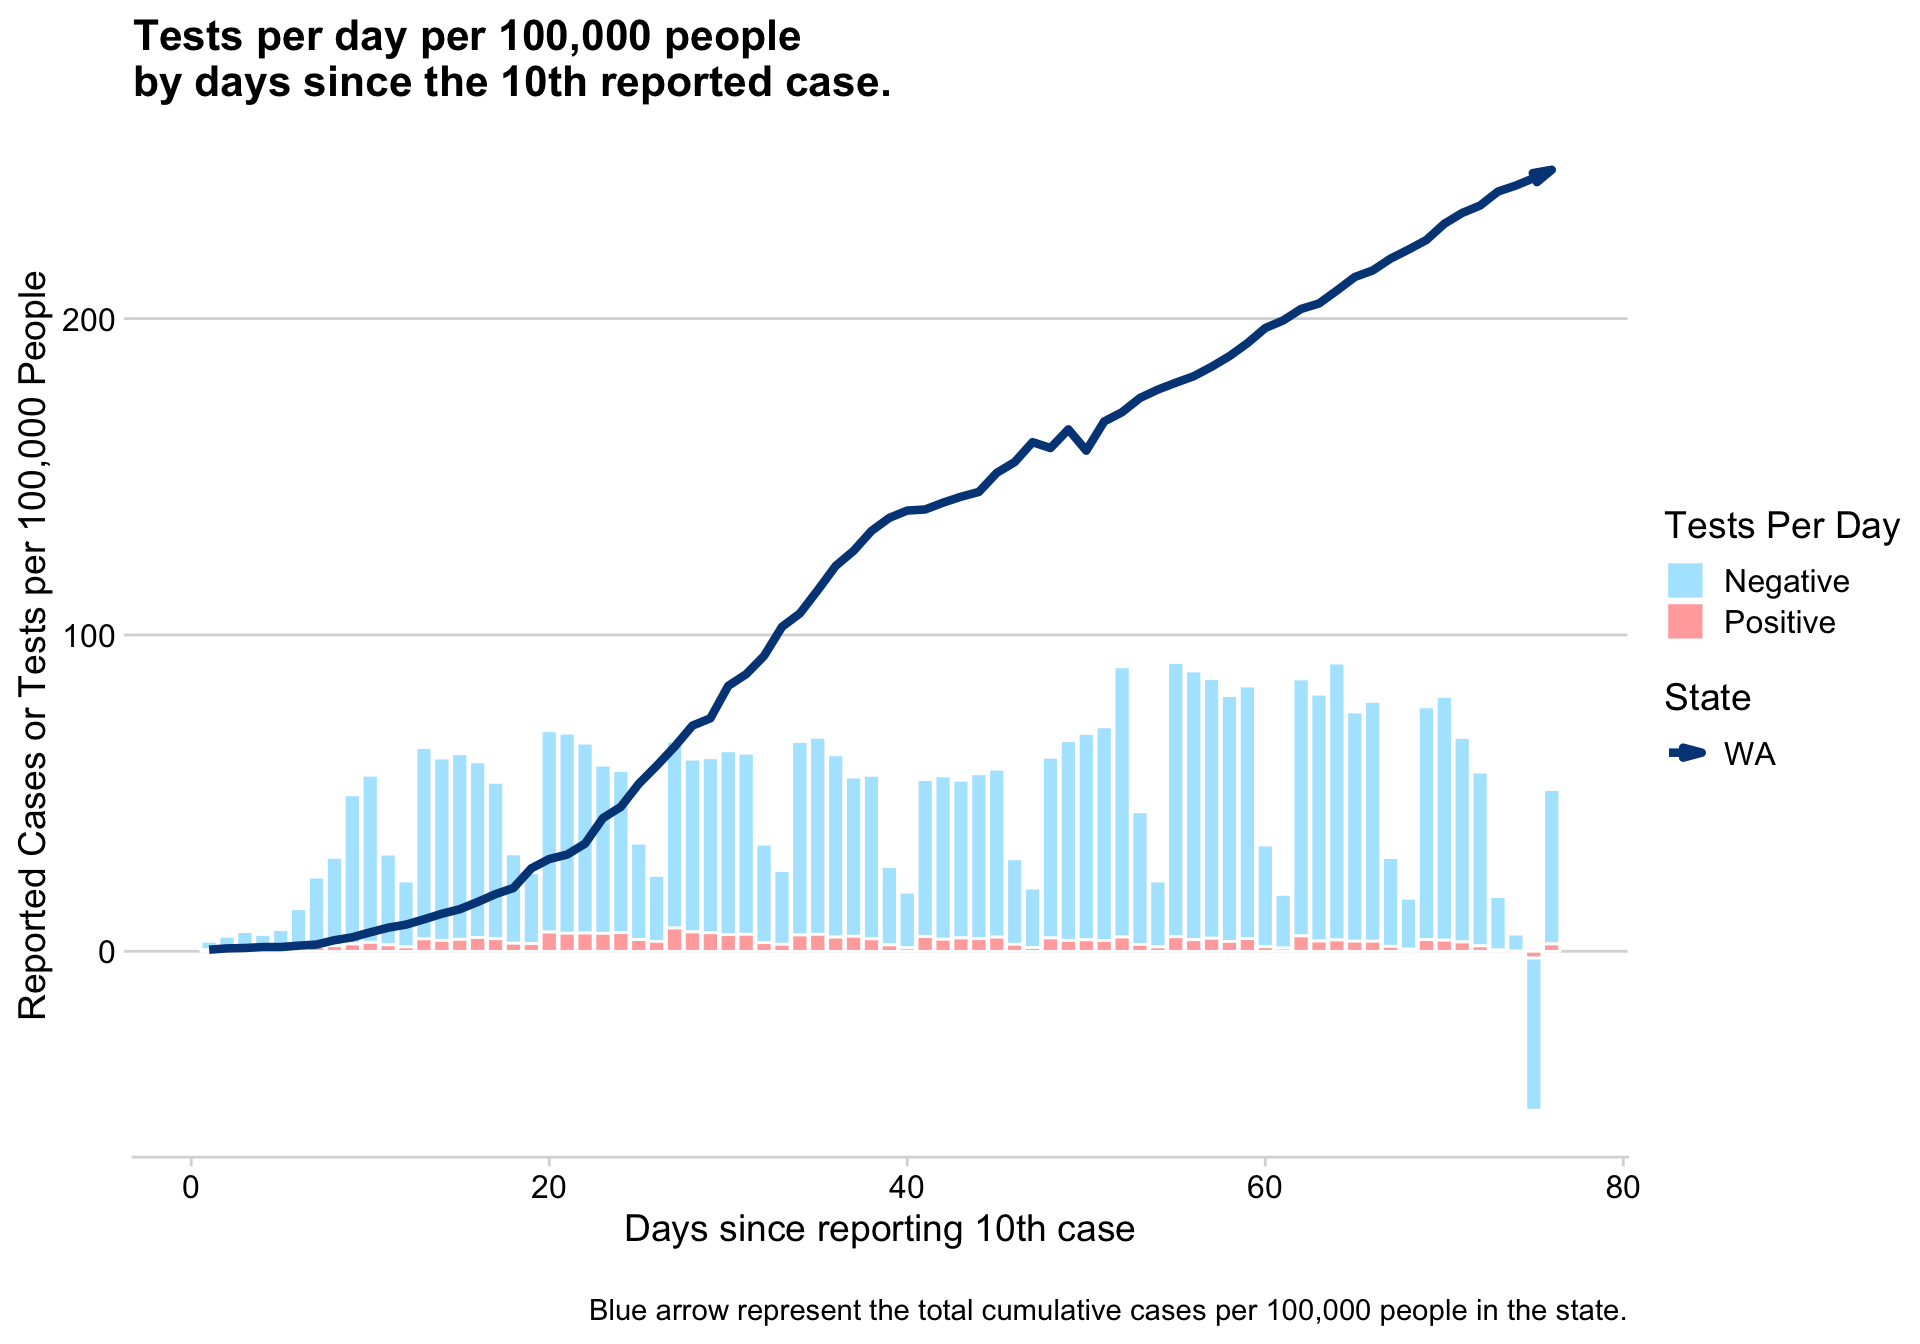 Tests per day per 100,000 people
by days since the 10th reported case.
Reported Cases or Tests per 100,000 People
200
100
0
0
20
40
60
80
Days since reporting 10th case
Tests Per Day
Negative
Positive
State
WA
Blue arrow represent the total cumulative cases per 100,000 people in the state.